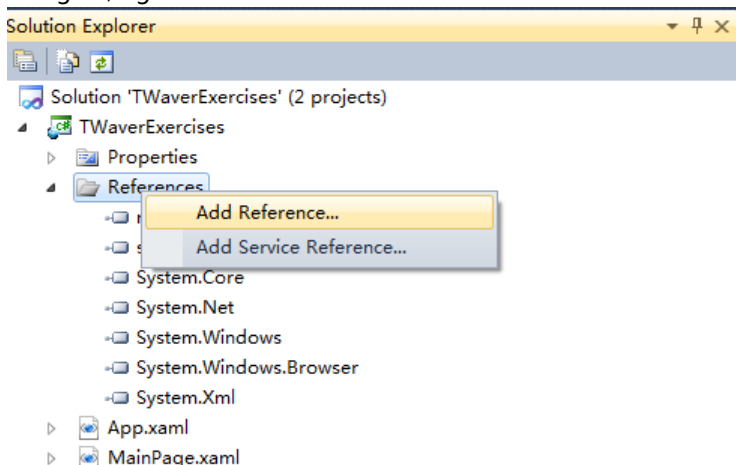 Solution Explorer
Solution 'TWaverExercises' (2 projects)
TWaverExercises
Properties
References
Add Reference...
Add Service Reference...
System.Core
System.Net
System.Windows
System.Windows.Browser
System.Xml
App.xaml
MainPage.xaml